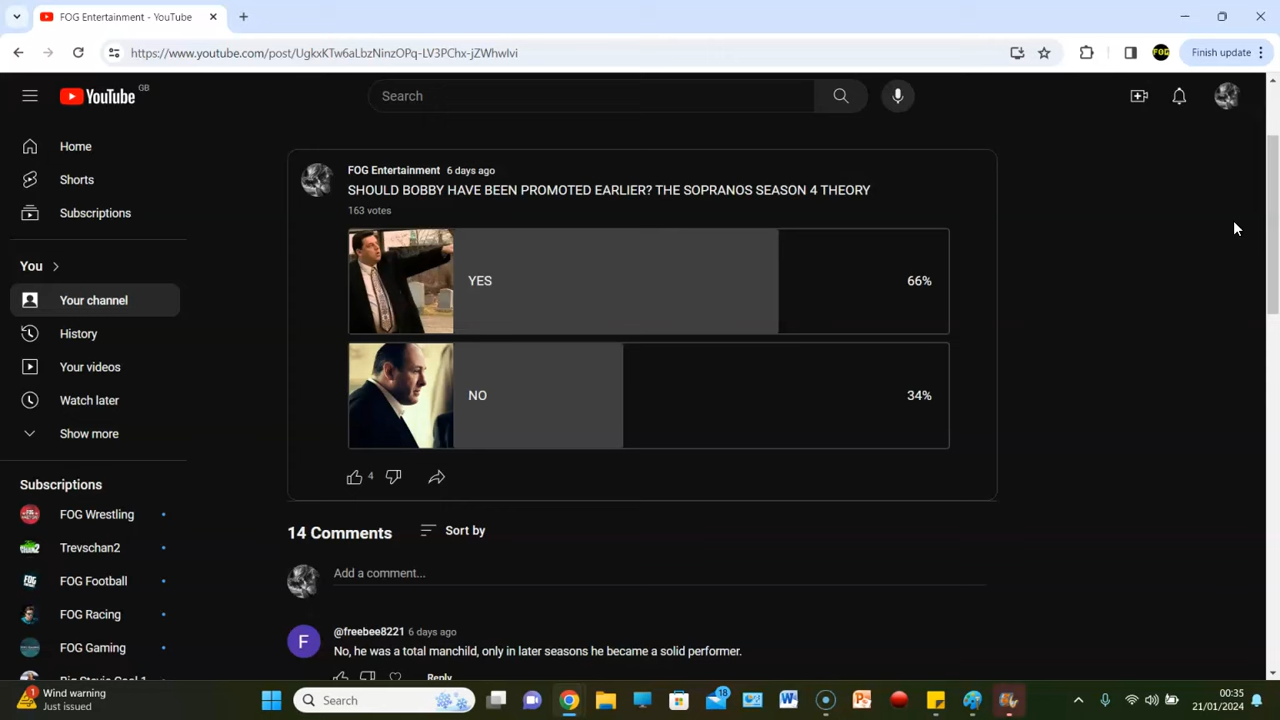 FOG Entertainment - YouTube
https://www.youtube.com/post/UgkxKTw6aLbzNinzOPq-LV3PChx-jZWhwIvi
Finish update
YouTube GB
Search
Home
Shorts
Subscriptions
You
Your channel
History
Your videos
Watch later
Show more
Subscriptions
FOG Wrestling
Trevschan2
FOG Football
FOG Racing
FOG Gaming
FOG Entertainment 6 days ago
SHOULD BOBBY HAVE BEEN PROMOTED EARLIER? THE SOPRANOS SEASON 4 THEORY
163 votes
YES 66%
NO 34%
4
14 Comments Sort by
Add a comment...
F
@freebee8221 6 days ago
No, he was a total manchild, only in later seasons he became a solid performer.
Reply
1
Wind warning
Just issued
Search
18
00:35
21/01/2024